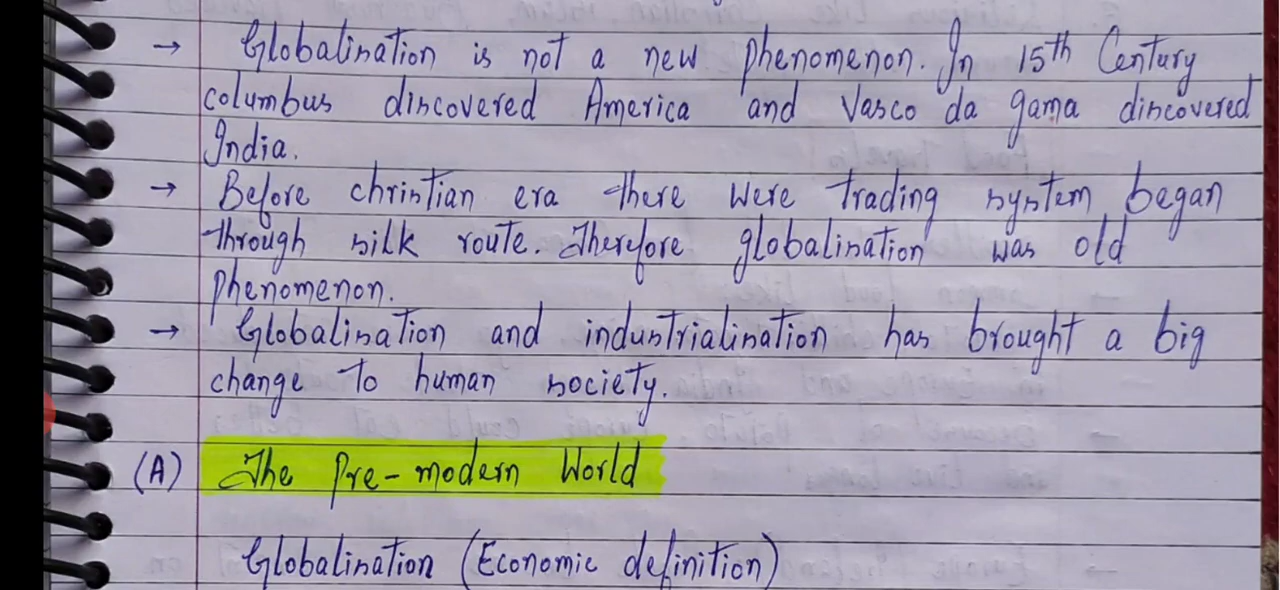 → Globalisation is not a new phenomenon. In 15th Century
columbus discovered America and Vasco da gama discovered
India.
→ Before christian era there were trading system, began
through silk route. Therefore globalisation was old
phenomenon.
→ Globalisation and industrialisation has brought a big
change to human society.
(A) The Pre-modern World
Globalisation (Economic definition)